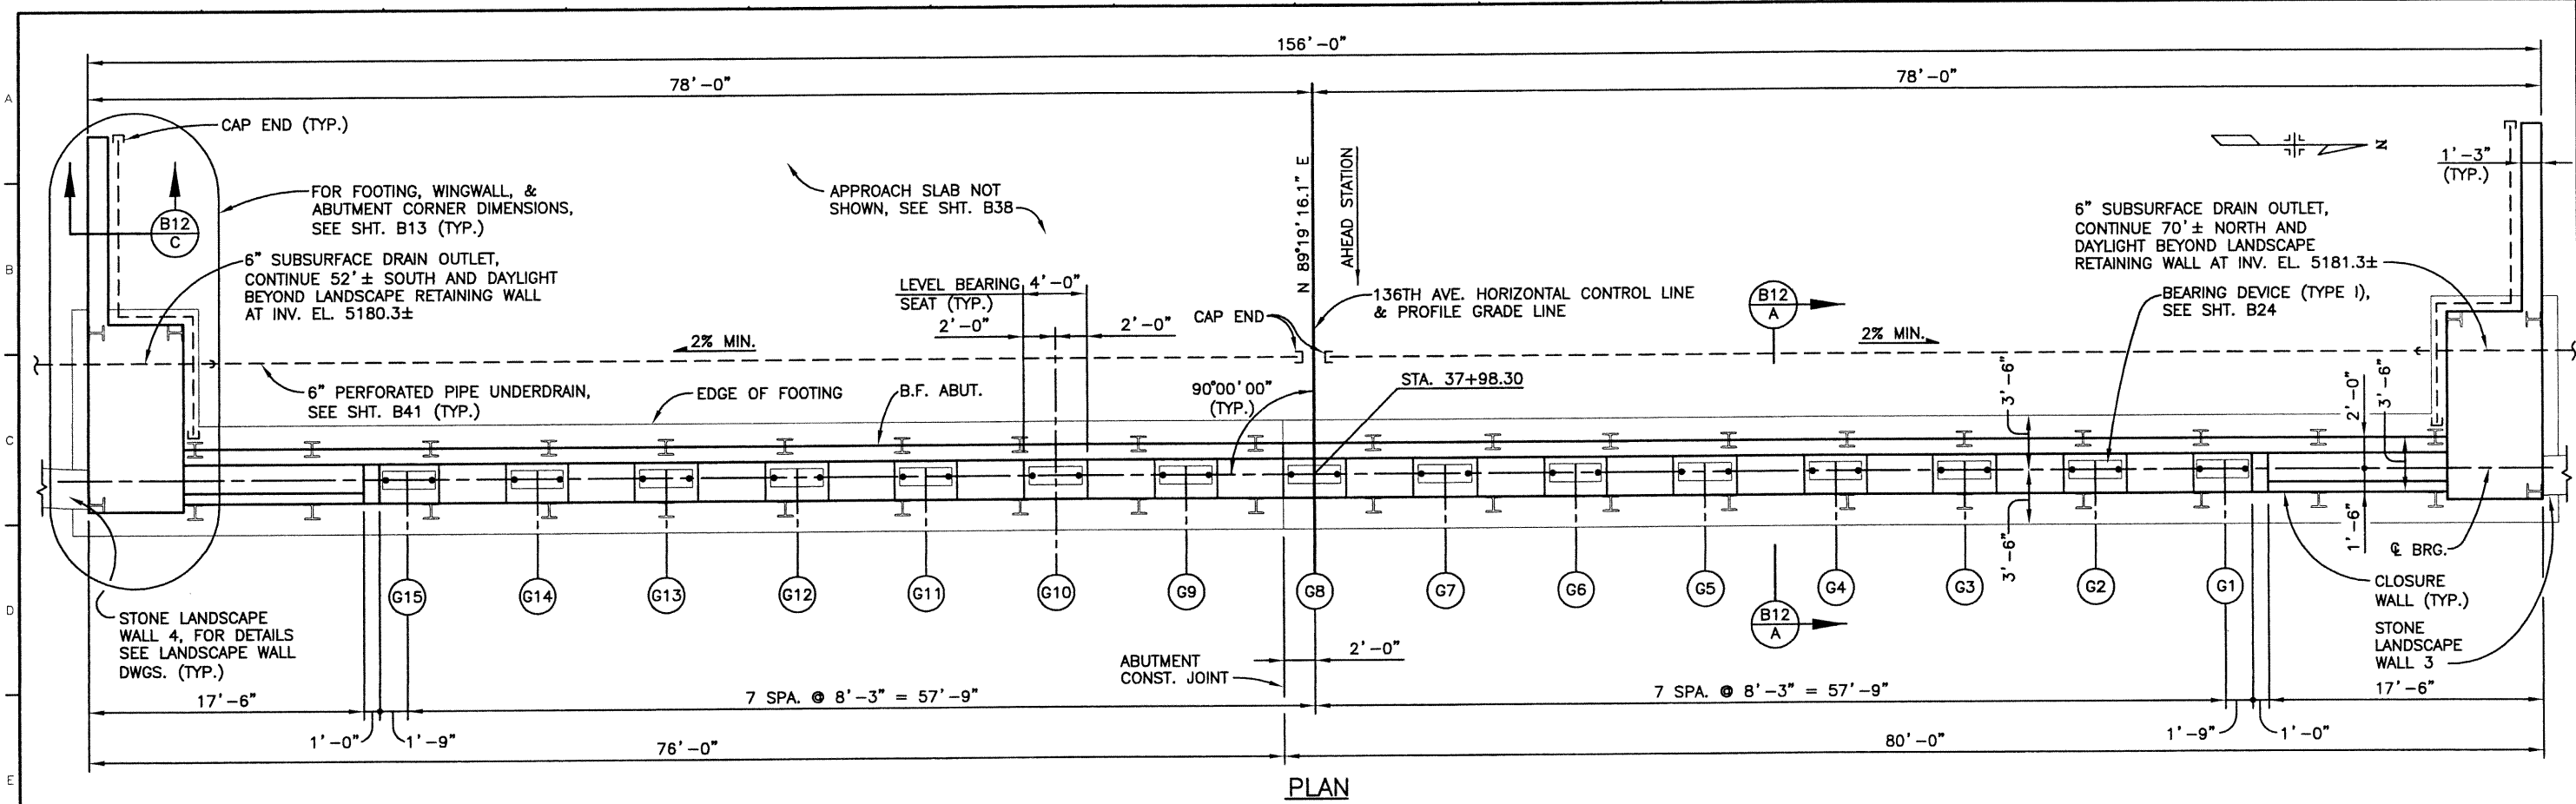 156'-0"
78'-0"
78'-0"
A
CAP END (TYP.)
N
1'-3"
(TYP.)
FOR FOOTING, WINGWALL, &
ABUTMENT CORNER DIMENSIONS,
SEE SHT. B13 (TYP.)
APPROACH SLAB NOT
SHOWN, SEE SHT. B38
N 89°19'16.1" E
AHEAD STATION
B12
C
6" SUBSURFACE DRAIN OUTLET,
CONTINUE 70'± NORTH AND
DAYLIGHT BEYOND LANDSCAPE
RETAINING WALL AT INV. EL. 5181.3±
B
6" SUBSURFACE DRAIN OUTLET,
CONTINUE 52'± SOUTH AND DAYLIGHT
BEYOND LANDSCAPE RETAINING WALL
AT INV. EL. 5180.3±
LEVEL BEARING
SEAT (TYP.)
4'-0"
2'-0"
2'-0"
CAP END
136TH AVE. HORIZONTAL CONTROL LINE
& PROFILE GRADE LINE
B12
A
BEARING DEVICE (TYPE I),
SEE SHT. B24
2% MIN.
2% MIN.
6" PERFORATED PIPE UNDERDRAIN,
SEE SHT. B41 (TYP.)
EDGE OF FOOTING
B.F. ABUT.
90°00'00"
(TYP.)
STA. 37+98.30
3'-6"
2'-0"
3'-6"
C
3'-6"
1'-6"
℄ BRG.
G15
G14
G13
G12
G11
G10
G9
G8
G7
G6
G5
G4
G3
G2
G1
D
CLOSURE
WALL (TYP.)
STONE LANDSCAPE
WALL 4, FOR DETAILS
SEE LANDSCAPE WALL
DWGS. (TYP.)
B12
A
STONE
LANDSCAPE
WALL 3
ABUTMENT
CONST. JOINT
2'-0"
17'-6"
7 SPA. @ 8'-3" = 57'-9"
7 SPA. @ 8'-3" = 57'-9"
17'-6"
1'-0"
1'-9"
1'-9"
1'-0"
76'-0"
80'-0"
E
PLAN